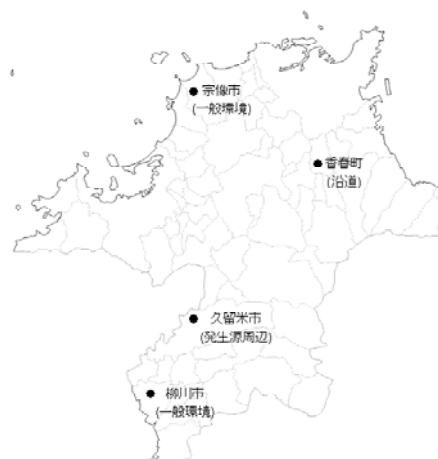 宗像市
(一般環境)
香春町
(沿道)
久留米市
(発生源周辺)
柳川市
(一般環境)